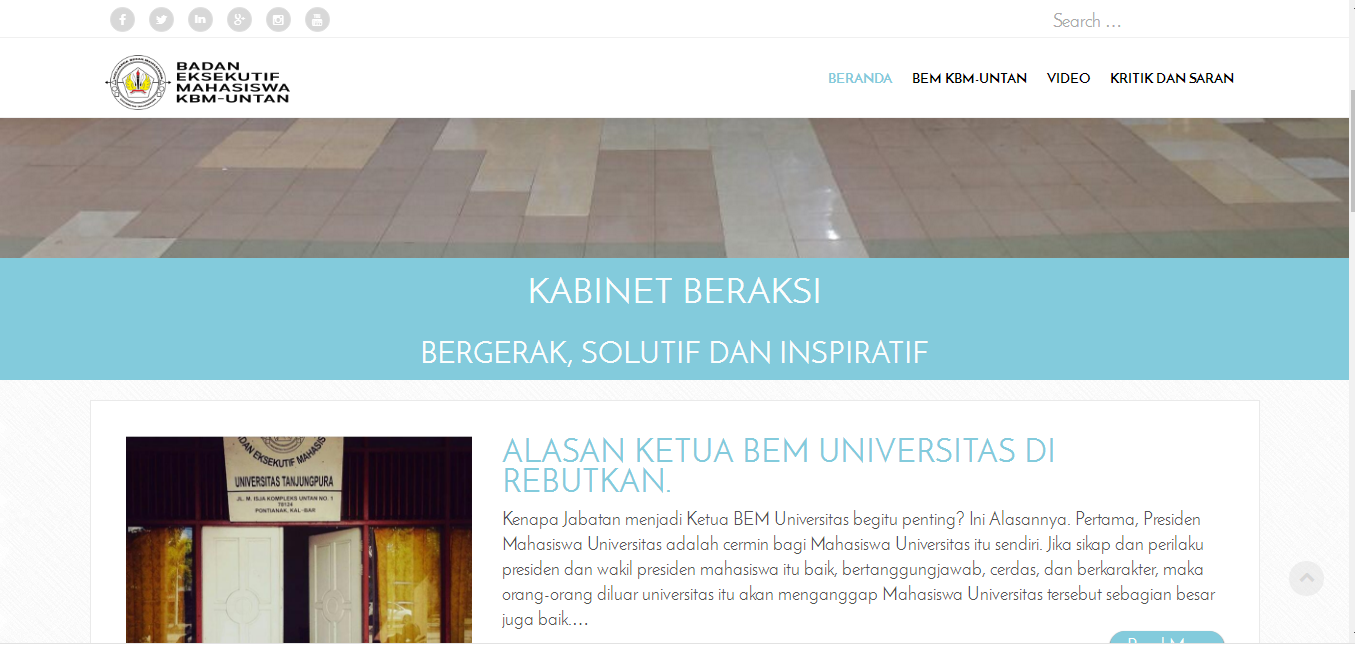 Search …
BADAN
EKSEKUTIF
MAHASISWA
KBM-UNTAN
BERANDA BEM KBM-UNTAN VIDEO KRITIK DAN SARAN
KABINET BERAKSI
BERGERAK, SOLUTIF DAN INSPIRATIF
EKSEKUTIF MAHASIS
UNIVERSITAS TANJUNGPURA
JL. M. ISJA KOMPLEKS UNTAN NO. 1
78124
PONTIANAK, KAL-BAR
ALASAN KETUA BEM UNIVERSITAS DI
REBUTKAN.
Kenapa Jabatan menjadi Ketua BEM Universitas begitu penting? Ini Alasannya. Pertama, Presiden
Mahasiswa Universitas adalah cermin bagi Mahasiswa Universitas itu sendiri. Jika sikap dan perilaku
presiden dan wakil presiden mahasiswa itu baik, bertanggungjawab, cerdas, dan berkarakter, maka
orang-orang diluar universitas itu akan menganggap Mahasiswa Universitas tersebut sebagian besar
juga baik.…